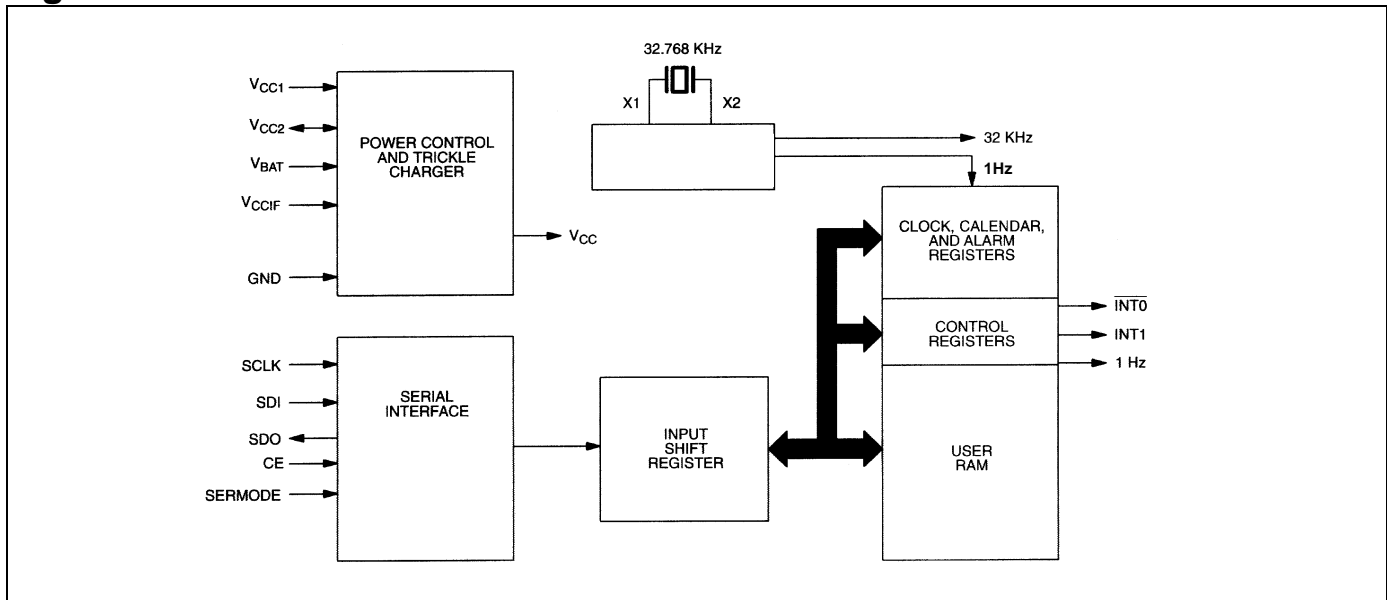 32.768 KHz
X1
X2
32 KHz
1Hz
VCC1
VCC2
VBAT
VCCIF
GND
POWER CONTROL
AND TRICKLE
CHARGER
VCC
CLOCK, CALENDAR,
AND ALARM
REGISTERS
CONTROL
REGISTERS
INT0
INT1
1 Hz
USER
RAM
SCLK
SDI
SDO
CE
SERMODE
SERIAL
INTERFACE
INPUT
SHIFT
REGISTER